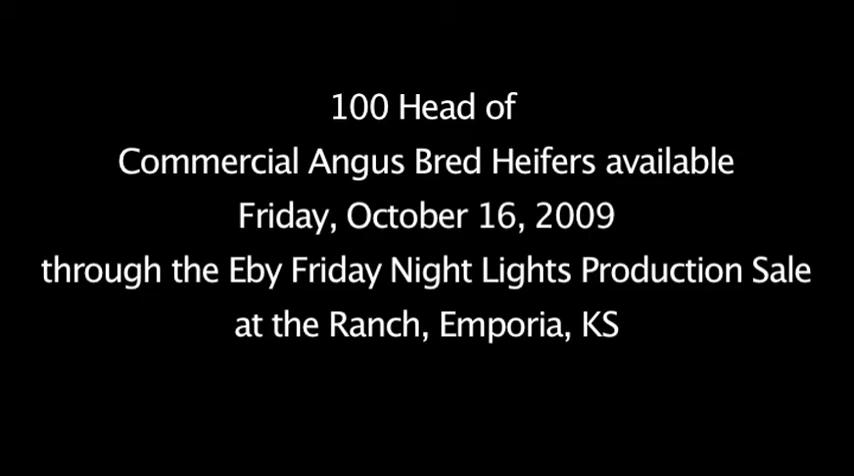 100 Head of
Commercial Angus Bred Heifers available
Friday, October 16, 2009
through the Eby Friday Night Lights Production Sale
at the Ranch, Emporia, KS